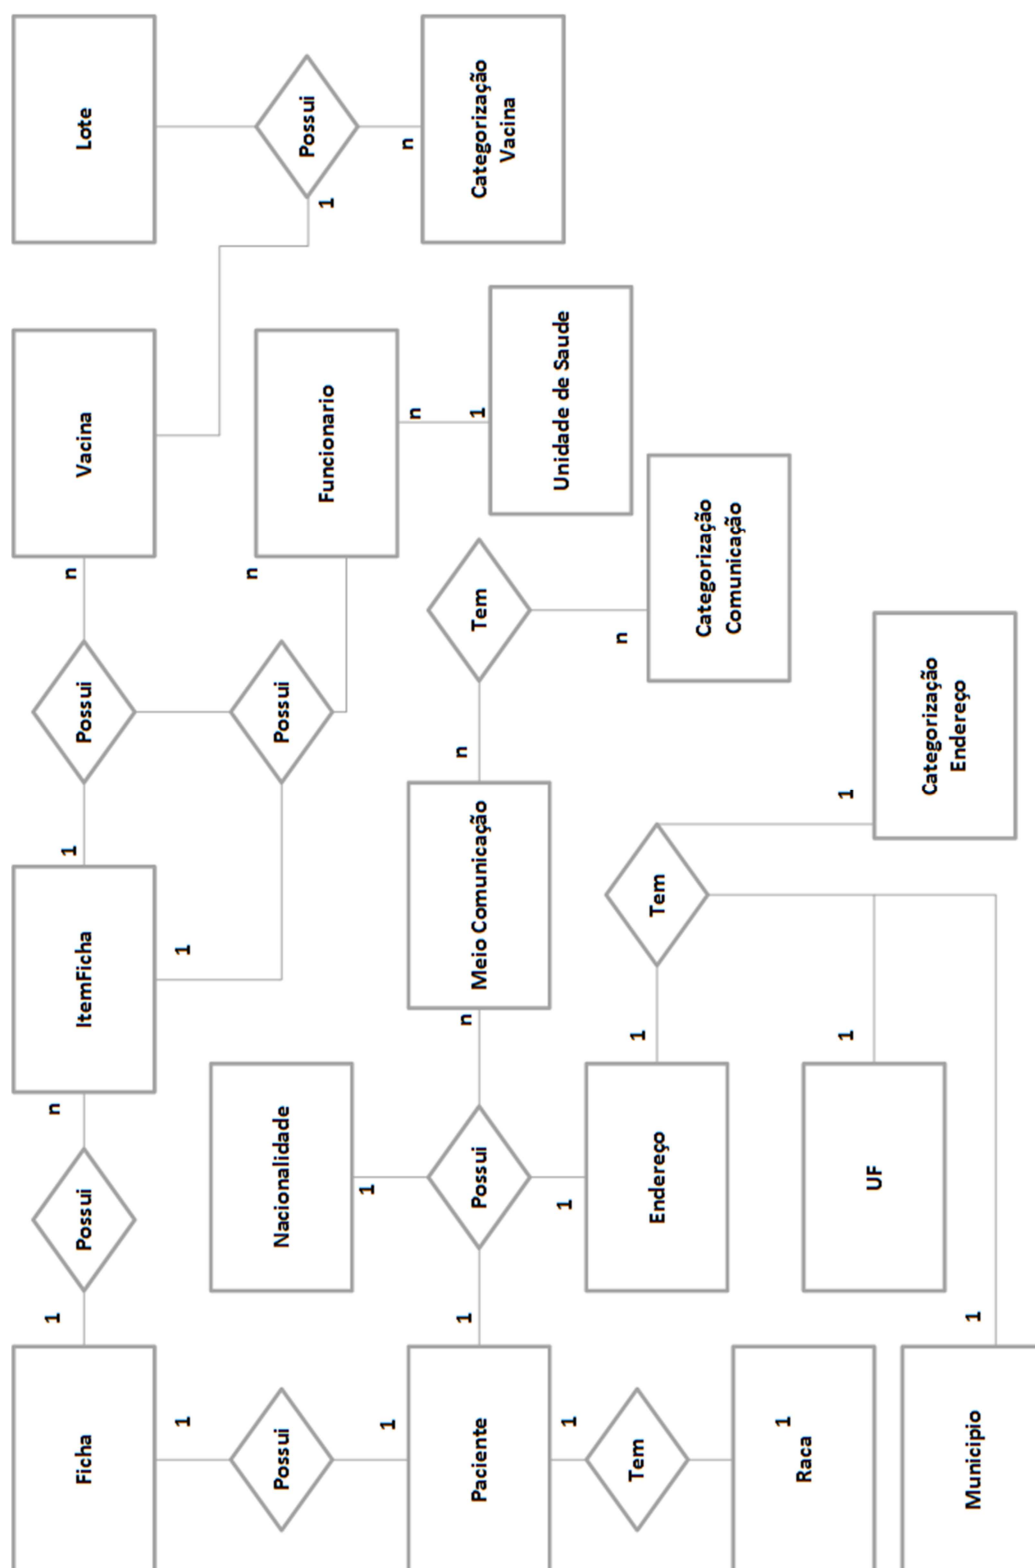 1
n
1
n
Ficha
Possui
ItemFicha
Possui
Vacina
Lote
1
1
n
Possui
Nacionalidade
Possui
Possui
Funcionario
1
1
1
n
n
1
n
n
Paciente
Possui
Meio Comunicação
Tem
1
Categorização
Vacina
1
1
Unidade de Saude
n
Tem
1
Endereço
Tem
Categorização
Comunicação
1
Raca
1
1
UF
Categorização
Endereço
Municipio
1